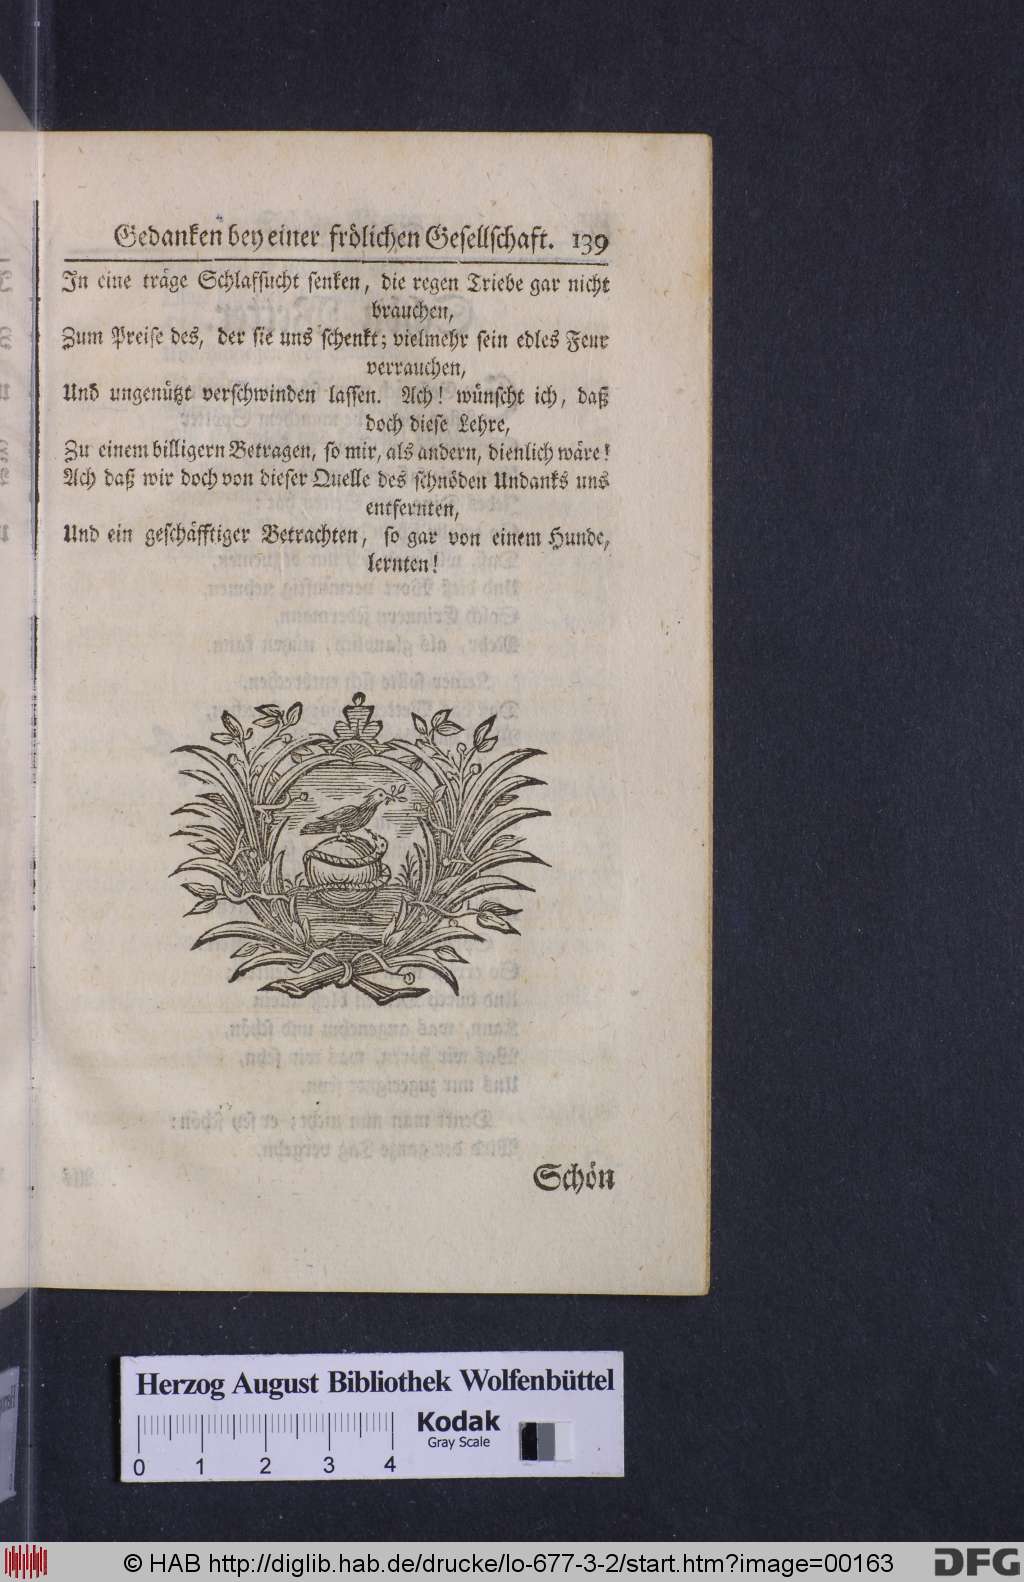 Gedanken bey einer frölichen Gesellschaft. 139
In eine träge Schlafsucht senken, die regen Triebe gar nicht
brauchen,
Zum Preise des, der sie uns schenkt; vielmehr sein edles Feur
verrauchen,
Und ungenützt verschwinden lassen. Ach! wünscht ich, daß
doch diese Lehre,
Zu einem billigern Betragen, so mir, als andern, dienlich wäre!
Ach daß wir doch von dieser Quelle des schnöden Undanks uns
entfernten,
Und ein geschäfftiger Betrachten, so gar von einem Hunde,
lernten!
Schön
Herzog August Bibliothek Wolfenbüttel
Kodak
Gray Scale
0 1 2 3 4
© HAB http://diglib.hab.de/drucke/lo-677-3-2/start.htm?image=00163
DFG